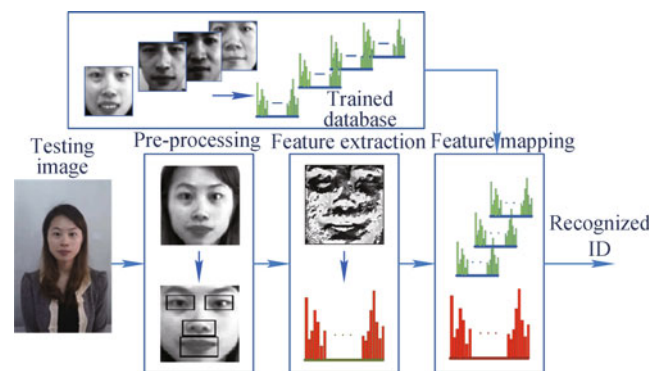 Trained
database
Testing
image
Pre-processing
Feature extraction
Feature mapping
Recognized
ID